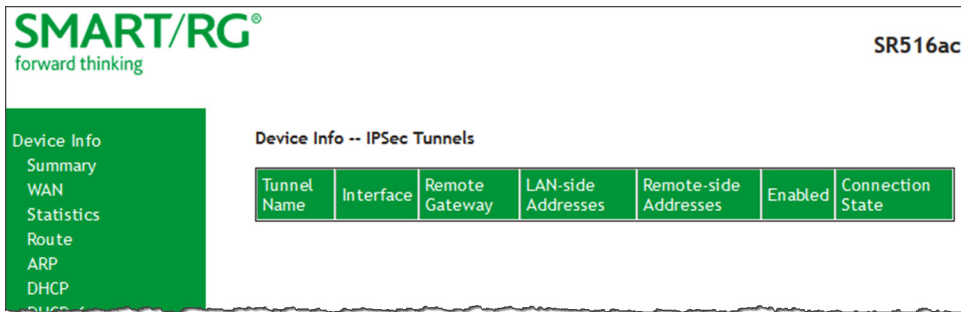 SMART/RG®
forward thinking
SR516ac
Device Info
Summary
WAN
Statistics
Route
ARP
DHCP
Device Info -- IPSec Tunnels
Tunnel Name
Interface
Remote Gateway
LAN-side Addresses
Remote-side Addresses
Enabled
Connection State